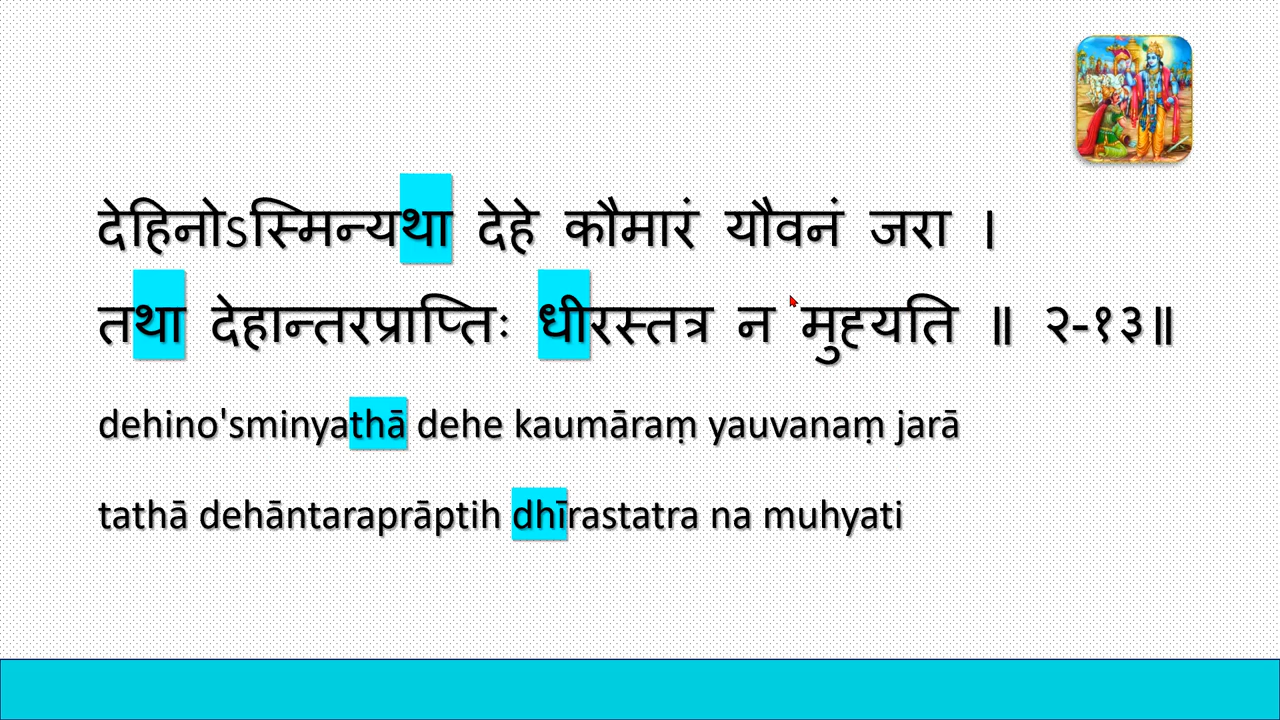 देहिनोऽस्मिन्यथा देहे कौमारं यौवनं जरा ।
तथा देहान्तरप्राप्तिः धीरस्तत्र न मुह्यति ॥ २-१३॥
dehino'sminyathā dehe kaumāraṃ yauvanaṃ jarā
tathā dehāntaraprāptih dhīrastatra na muhyati